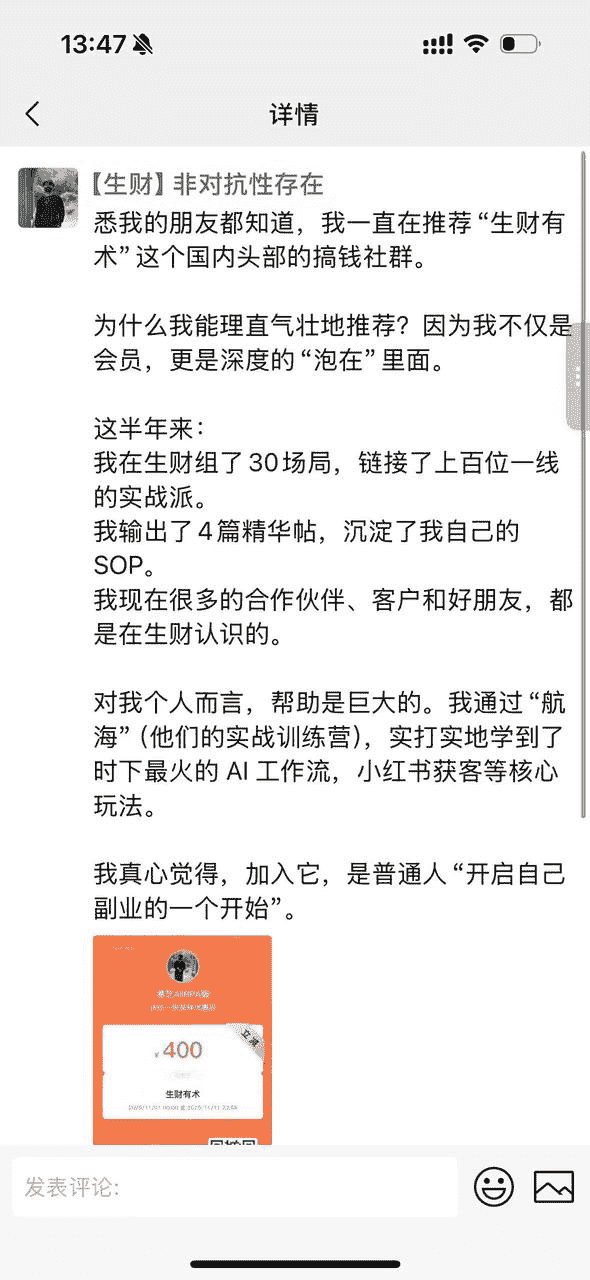 13:47
详情
【生财】非对抗性存在
悉我的朋友都知道，我一直在推荐“生财有
术”这个国内头部的搞钱社群。
为什么我能理直气壮地推荐？因为我不仅是
会员，更是深度的“泡在”里面。
这半年来：
我在生财组了30场局，链接了上百位一线
的实战派。
我输出了4篇精华帖，沉淀了我自己的
SOP。
我现在很多的合作伙伴、客户和好朋友，都
是在生财认识的。
对我个人而言，帮助是巨大的。我通过“航
海”（他们的实战训练营），实打实地学到了
时下最火的 AI 工作流，小红书获客等核心
玩法。
我真心觉得，加入它，是普通人“开启自己
副业的一个开始”。
立减
¥400
生财有术
发表评论: